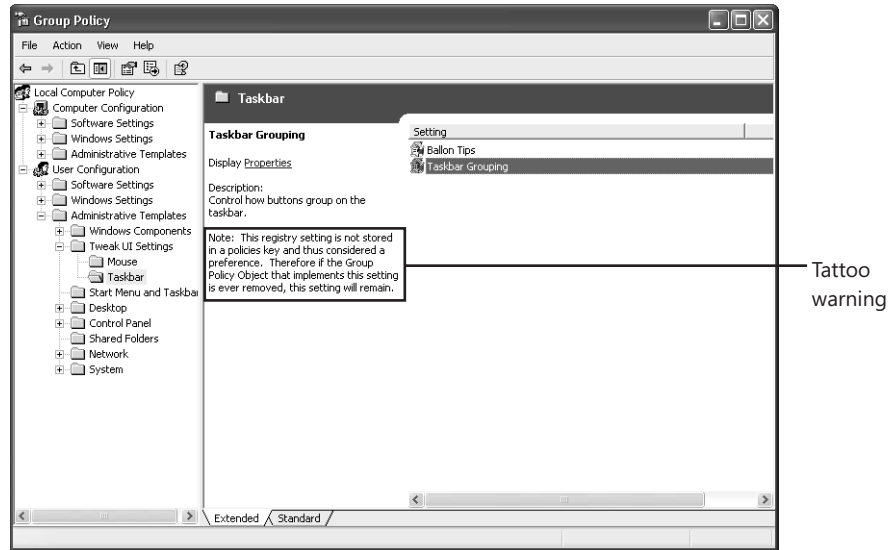 Group Policy
File Action View Help
Local Computer Policy
Computer Configuration
Software Settings
Windows Settings
Administrative Templates
User Configuration
Software Settings
Windows Settings
Administrative Templates
Windows Components
Tweak UI Settings
Mouse
Taskbar
Start Menu and Taskbar
Desktop
Control Panel
Shared Folders
Network
System
Taskbar
Taskbar Grouping
Display Properties
Description:
Control how buttons group on the
taskbar.
Note: This registry setting is not stored
in a policies key and thus considered a
preference. Therefore if the Group
Policy Object that implements this setting
is ever removed, this setting will remain.
Setting
Ballon Tips
Taskbar Grouping
Extended Standard
Tattoo
warning